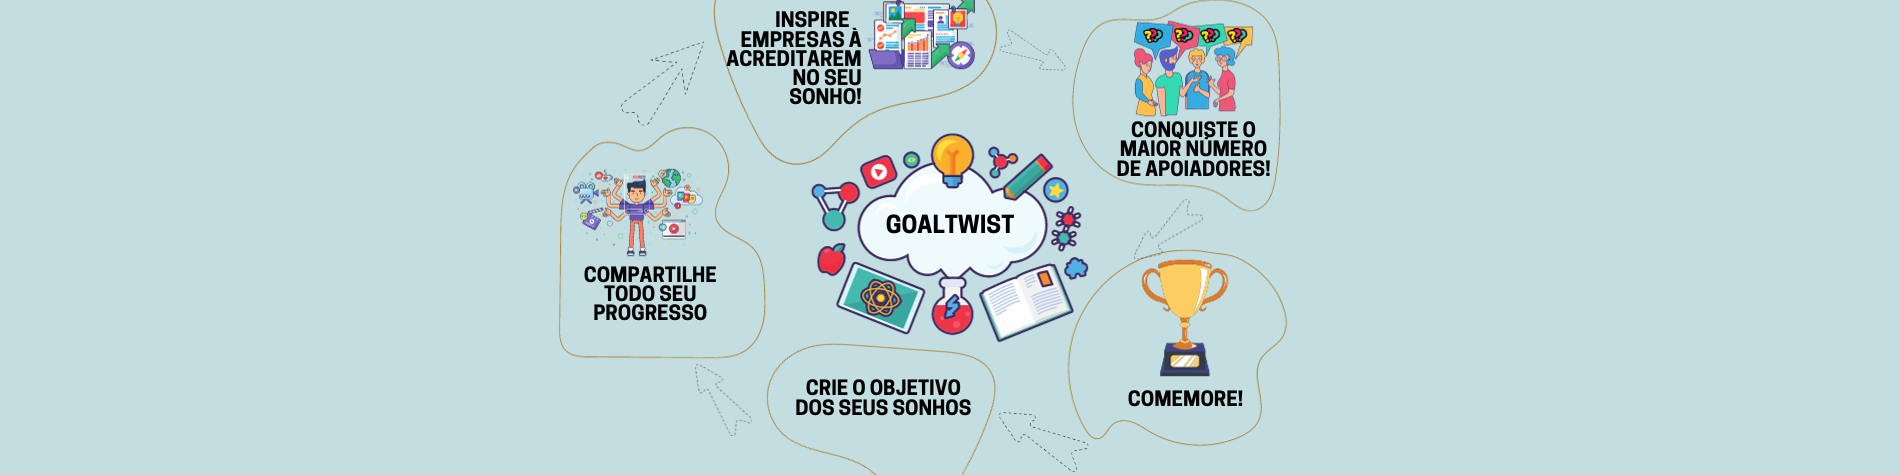 INSPIRE
EMPRESAS À
ACREDITAREM
NO SEU
SONHO!
CONQUISTE O
MAIOR NÚMERO
DE APOIADORES!
GOALTWIST
COMPARTILHE
TODO SEU
PROGRESSO
CRIE O OBJETIVO
DOS SEUS SONHOS
COMEMORE!